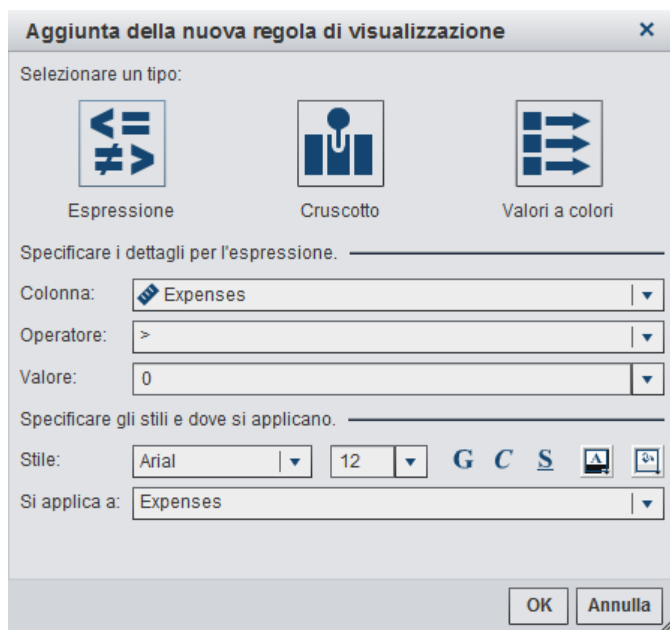 Aggiunta della nuova regola di visualizzazione
Selezionare un tipo:
Espressione Cruscotto Valori a colori
Specificare i dettagli per l'espressione.
Colonna: Expenses
Operatore: >
Valore: 0
Specificare gli stili e dove si applicano.
Stile: Arial 12 G C S A
Si applica a: Expenses
OK Annulla